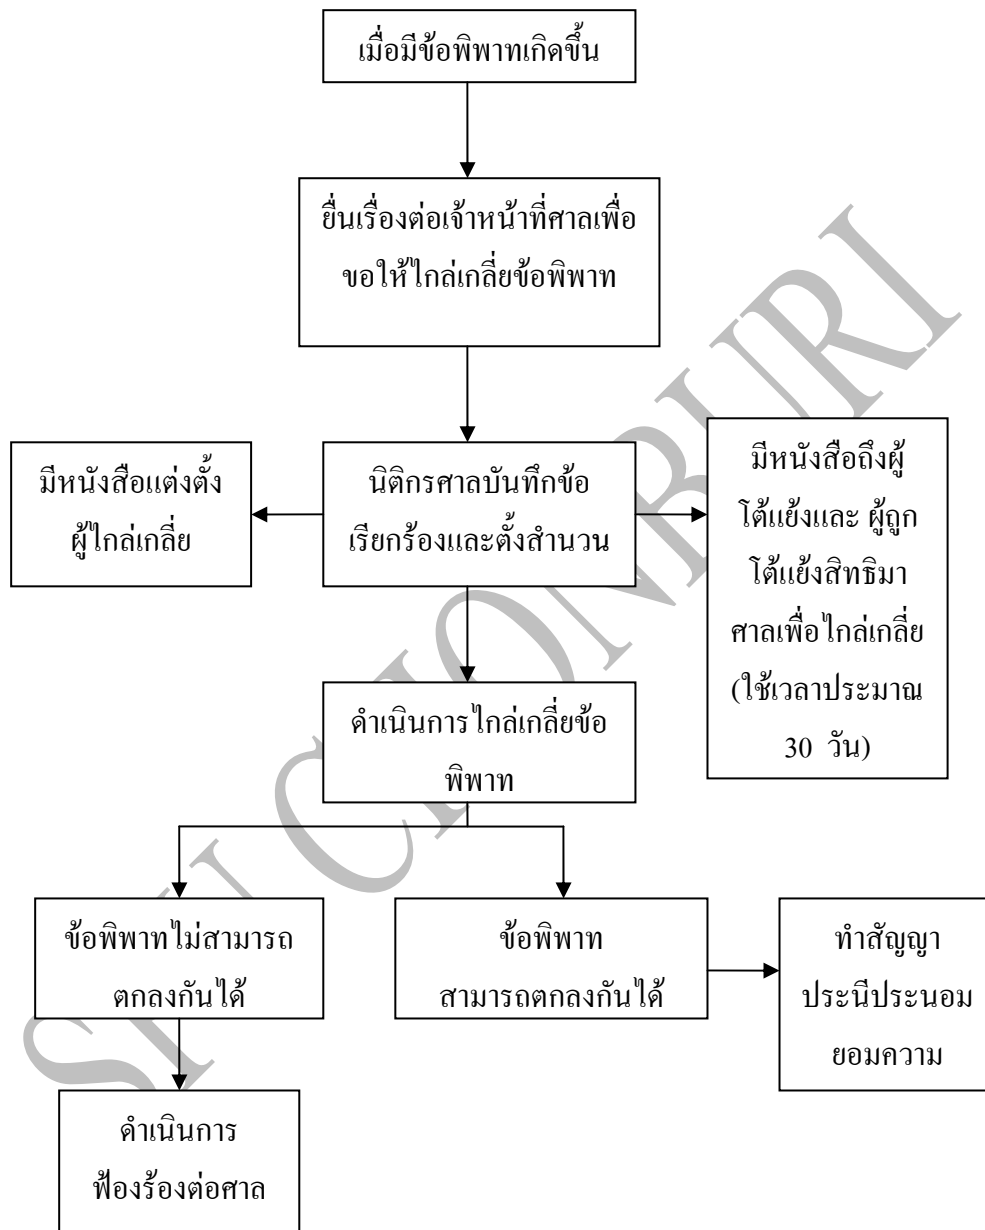 เมื่อมีข้อพิพาทเกิดขึ้น
ยื่นเรื่องต่อเจ้าหน้าที่ศาลเพื่อ
ขอให้ไกล่เกลี่ยข้อพิพาท
มีหนังสือแต่งตั้ง
ผู้ไกล่เกลี่ย
นิติกรศาลบันทึกข้อ
เรียกร้องและตั้งสำนวน
มีหนังสือถึงผู้
โต้แย้งและ ผู้ถูก
โต้แย้งสิทธิมา
ศาลเพื่อไกล่เกลี่ย
(ใช้เวลาประมาณ
30 วัน)
ดำเนินการไกล่เกลี่ยข้อ
พิพาท
ข้อพิพาทไม่สามารถ
ตกลงกันได้
ข้อพิพาท
สามารถตกลงกันได้
ทำสัญญา
ประนีประนอม
ยอมความ
ดำเนินการ
ฟ้องร้องต่อศาล